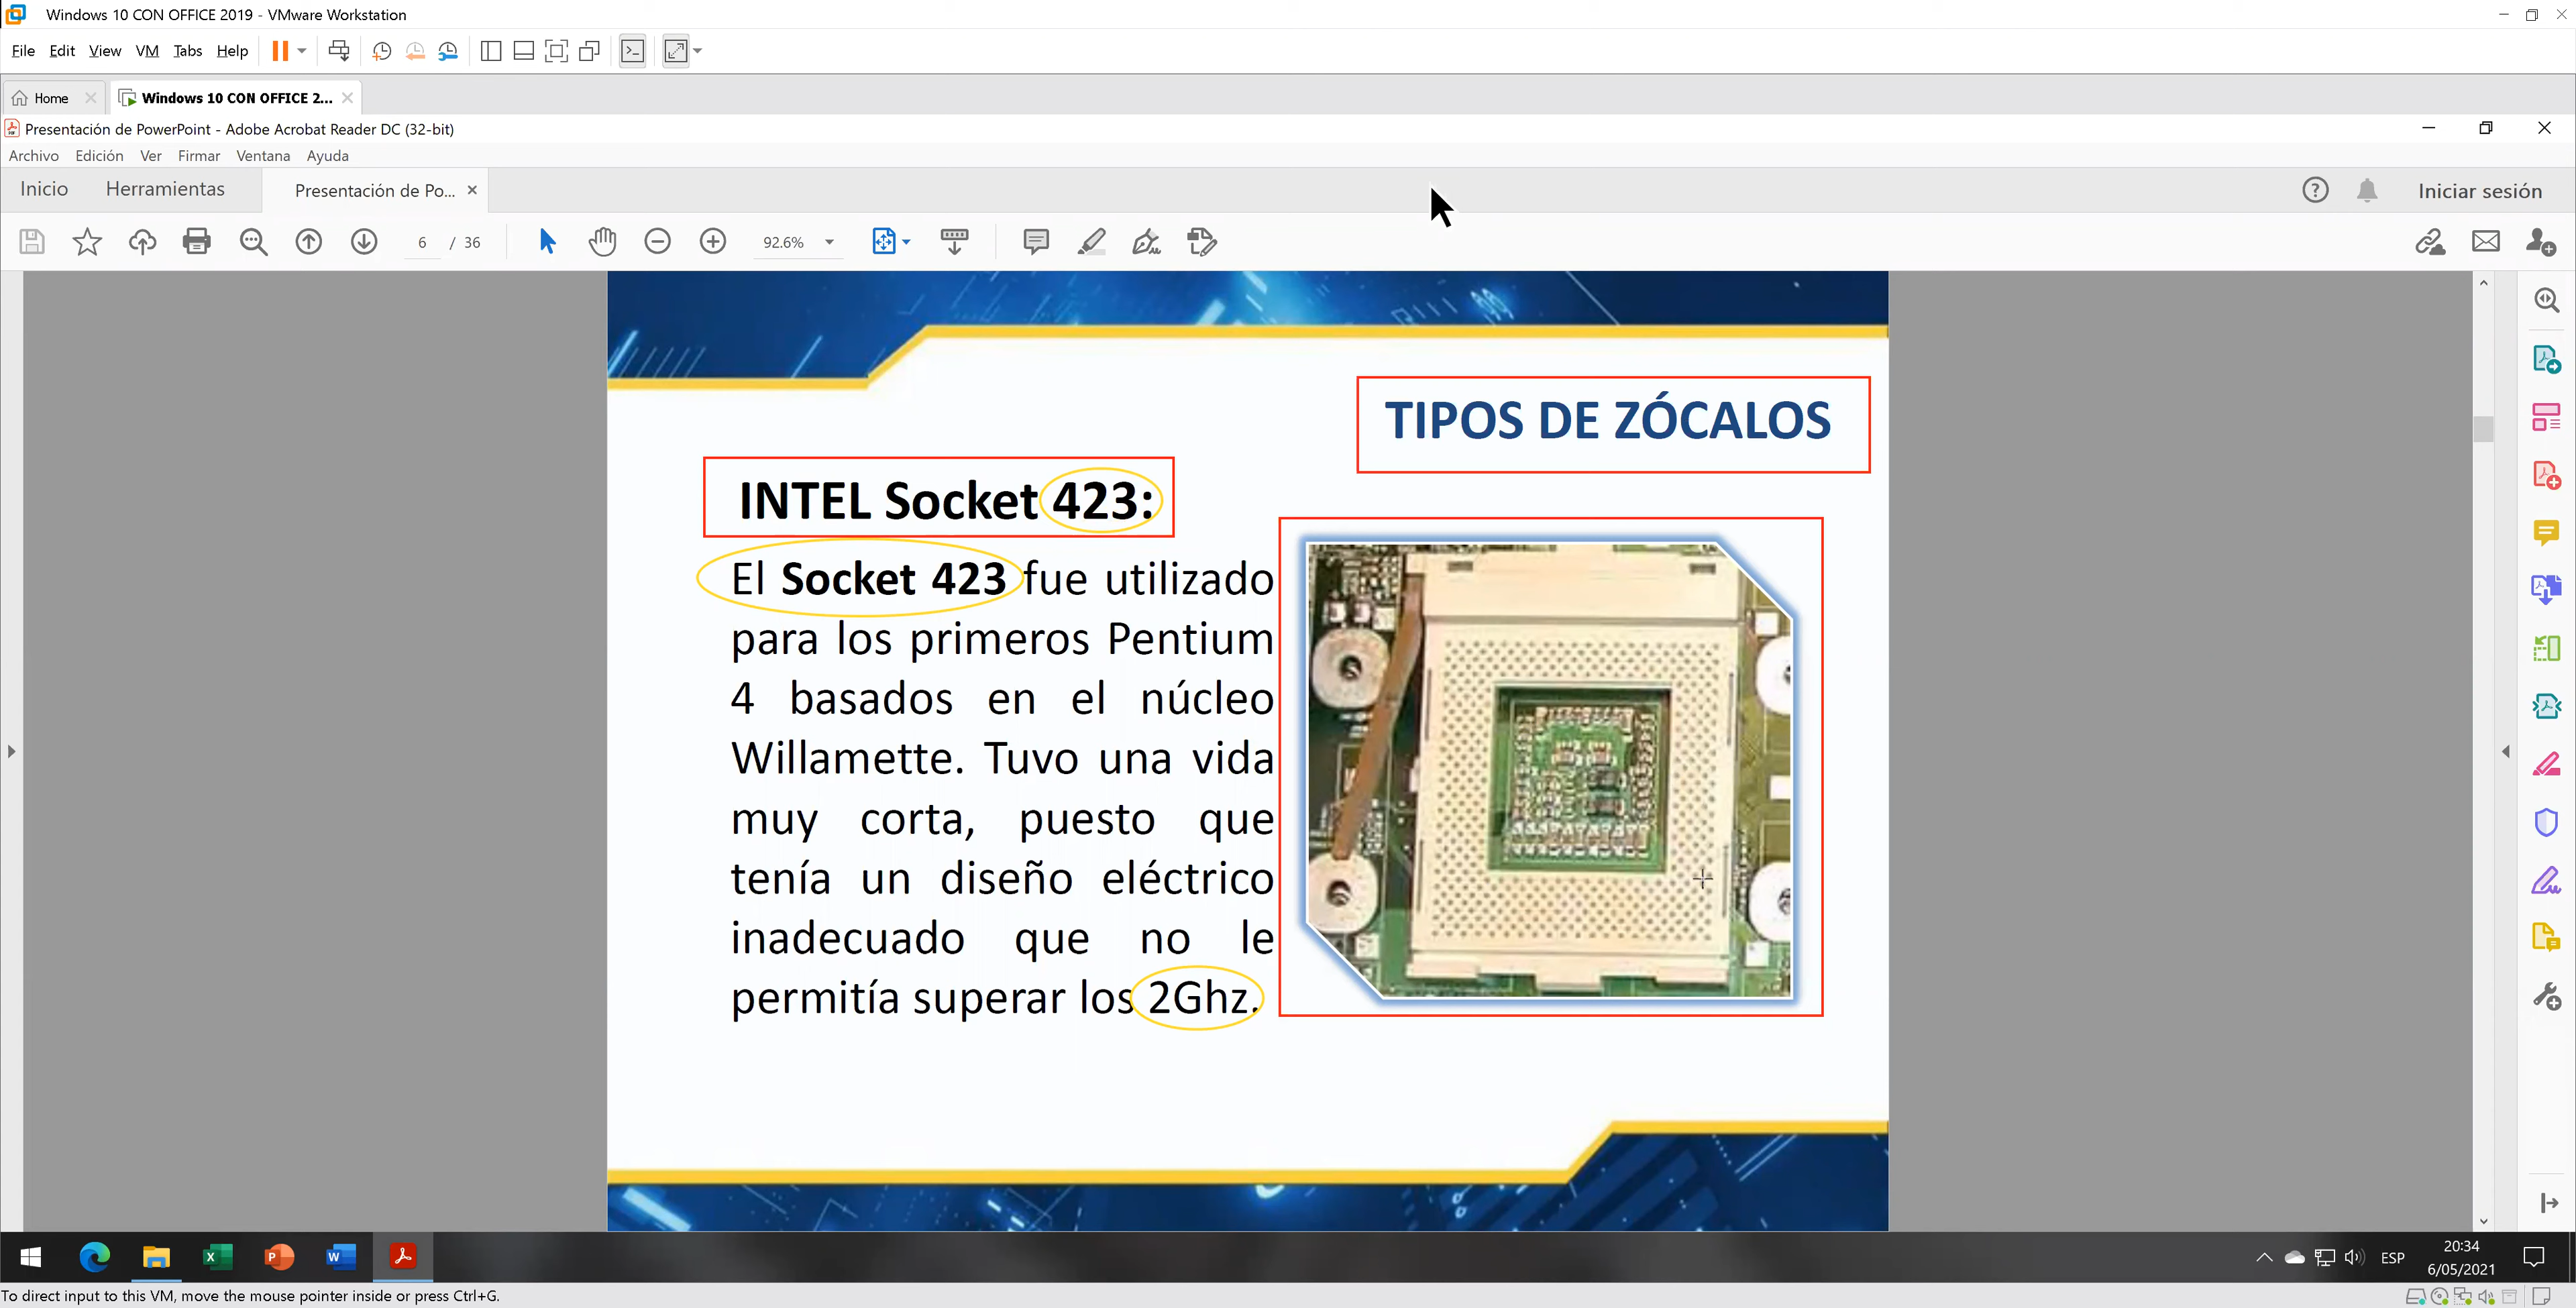 Windows 10 CON OFFICE 2019 - VMware Workstation
File Edit View VM Tabs Help
Home Windows 10 CON OFFICE 2...
Presentación de PowerPoint - Adobe Acrobat Reader DC (32-bit)
Archivo Edición Ver Firmar Ventana Ayuda
Inicio Herramientas Presentación de Po... Iniciar sesión
6 / 36 92.6%
TIPOS DE ZÓCALOS
INTEL Socket 423:
El Socket 423 fue utilizado
para los primeros Pentium
4 basados en el núcleo
Willamette. Tuvo una vida
muy corta, puesto que
tenía un diseño eléctrico
inadecuado que no le
permitía superar los 2Ghz.
ESP
20:34
6/05/2021
To direct input to this VM, move the mouse pointer inside or press Ctrl+G.